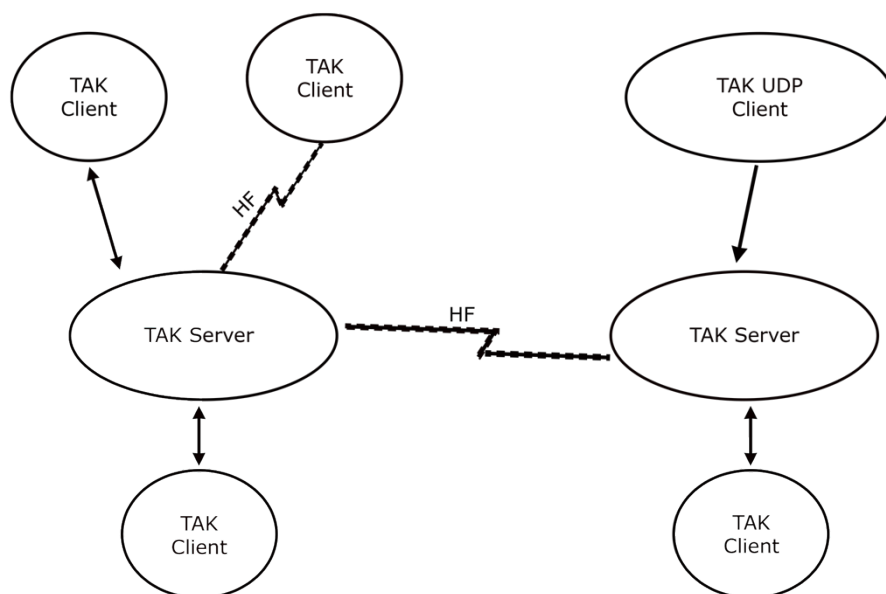 TAK
Client
TAK
Client
TAK UDP
Client
HF
TAK Server
HF
TAK Server
TAK
Client
TAK
Client